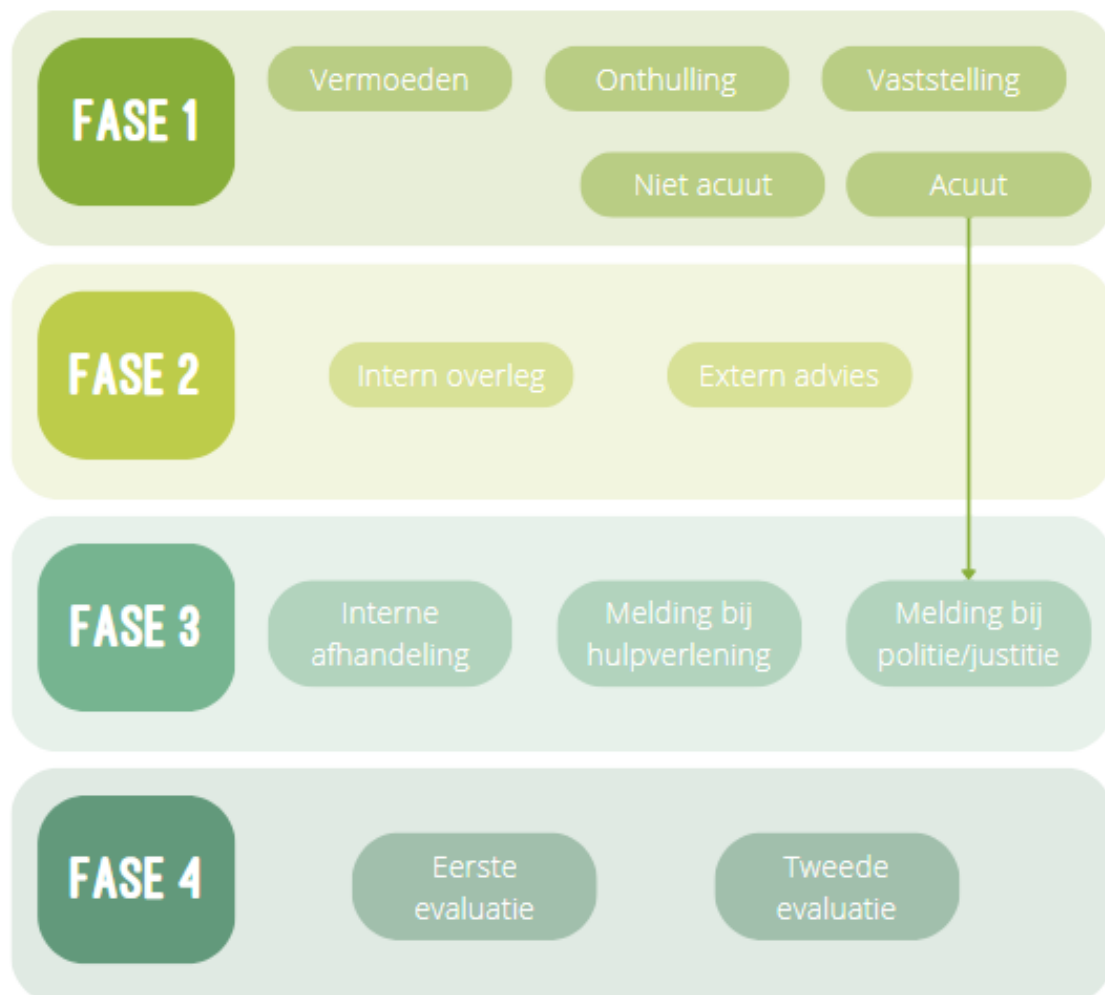 FASE 1
Vermoeden
Onthulling
Vaststelling
Niet acuut
Acuut
FASE 2
Intern overleg
Extern advies
FASE 3
Interne
afhandeling
Melding bij
hulpverlening
Melding bij
politie/justitie
FASE 4
Eerste
evaluatie
Tweede
evaluatie